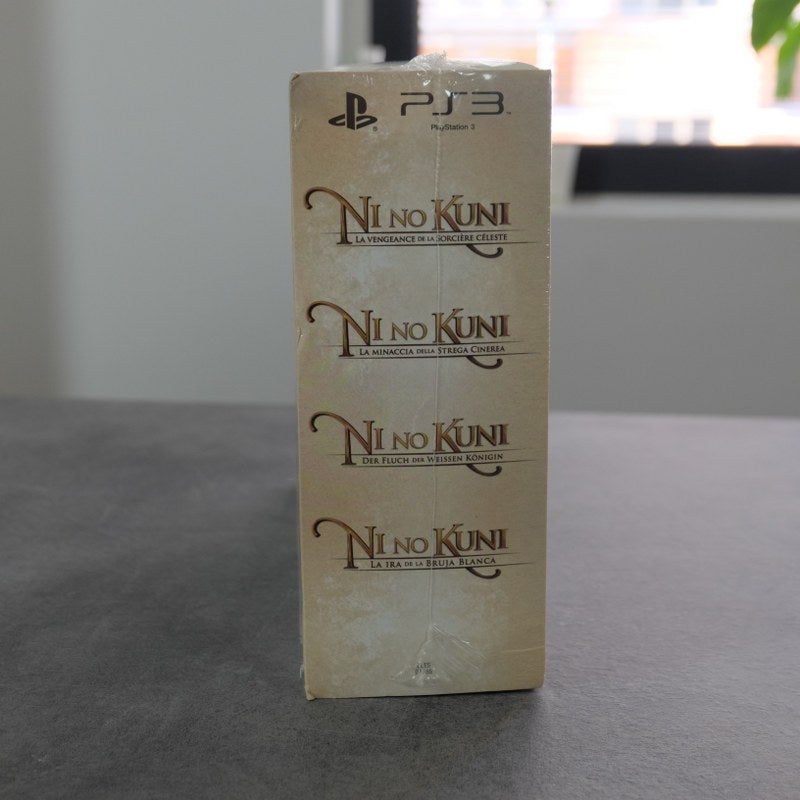 PS3
PlayStation 3
NI NO KUNI
LA VENGEANCE DE LA SORCIÈRE CÉLESTE
NI NO KUNI
LA MINACCIA DELLA STREGA CINEREA
NI NO KUNI
DER FLUCH DER WEISSEN KÖNIGIN
NI NO KUNI
LA IRA DE LA BRUJA BLANCA